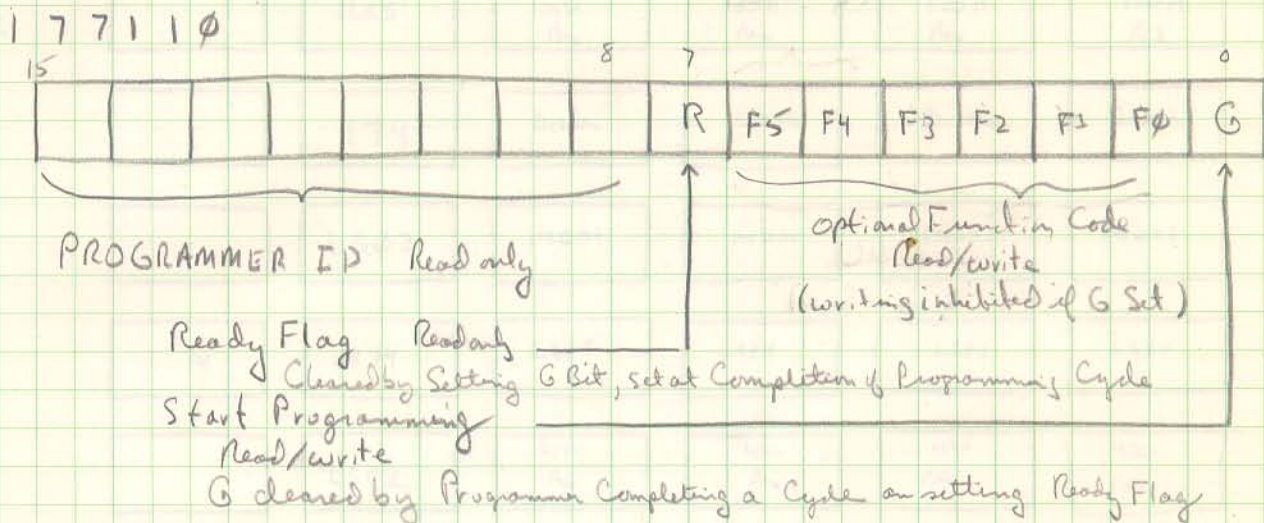 1 7 7 1 1 0
15 8 7 0
R F5 F4 F3 F2 F1 F0 G
optional Function Code
PROGRAMMER ID Read only
Read/write
(writing inhibited if G Set)
Ready Flag Read only
Cleared by Setting G Bit, set at Completion of Programming Cycle
Start Programming
Read/write
G cleared by Programmer Completing a Cycle on setting Ready Flag